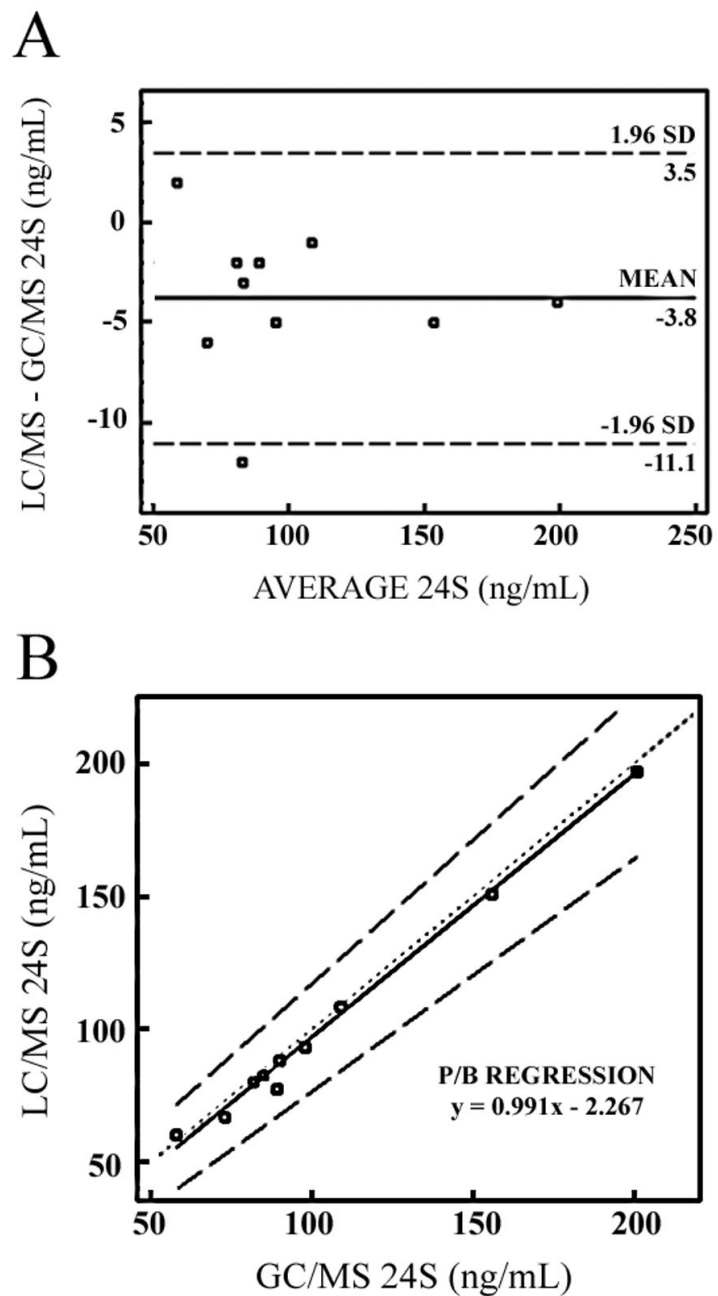 A
LC/MS - GC/MS 24S (ng/mL)
5
0
-5
-10
1.96 SD
3.5
MEAN
-3.8
-1.96 SD
-11.1
50 100 150 200 250
AVERAGE 24S (ng/mL)
B
LC/MS 24S (ng/mL)
200
150
100
50
P/B REGRESSION
y = 0.991x - 2.267
50 100 150 200
GC/MS 24S (ng/mL)